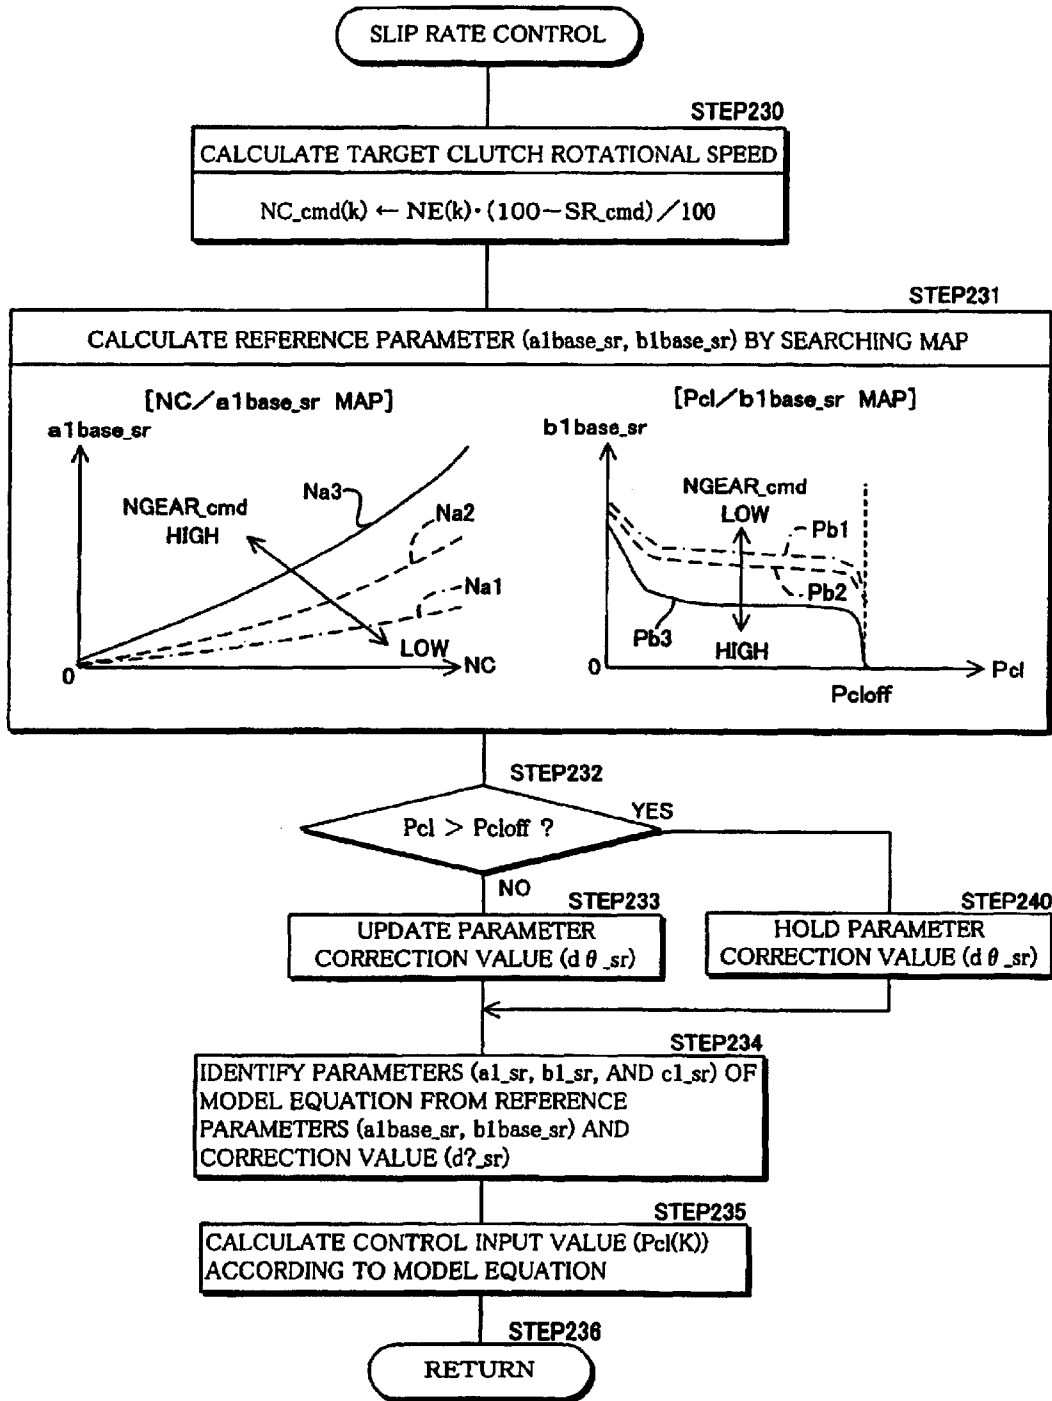 SLIP RATE CONTROL
STEP230
CALCULATE TARGET CLUTCH ROTATIONAL SPEED
NC_cmd(k) ← NE(k)·(100−SR_cmd)/100
STEP231
CALCULATE REFERENCE PARAMETER (a1base_sr, b1base_sr) BY SEARCHING MAP
[NC/a1base_sr MAP]
a1base_sr
NGEAR_cmd
HIGH
Na3
Na2
Na1
LOW
NC
0
[Pcl/b1base_sr MAP]
b1base_sr
NGEAR_cmd
LOW
Pb1
Pb2
Pb3
HIGH
0
Pcl
Pcloff
STEP232
Pcl > Pcloff ?
YES
NO
STEP233
UPDATE PARAMETER
CORRECTION VALUE (d θ_sr)
STEP240
HOLD PARAMETER
CORRECTION VALUE (d θ_sr)
STEP234
IDENTIFY PARAMETERS (a1_sr, b1_sr, AND c1_sr) OF
MODEL EQUATION FROM REFERENCE
PARAMETERS (a1base_sr, b1base_sr) AND
CORRECTION VALUE (d?_sr)
STEP235
CALCULATE CONTROL INPUT VALUE (Pcl(K))
ACCORDING TO MODEL EQUATION
STEP236
RETURN